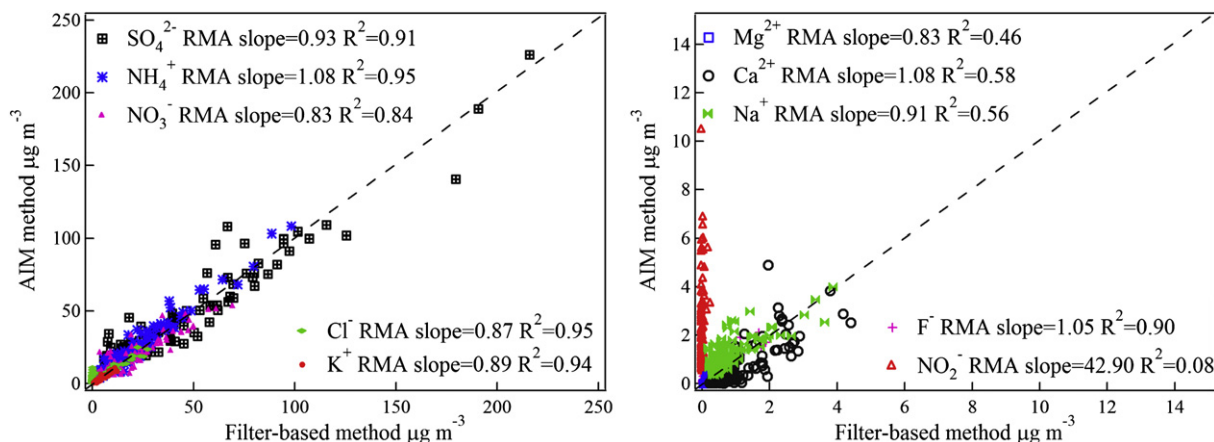 250
200
150
100
50
0
AIM method µg m⁻³
SO₄²⁻ RMA slope=0.93 R²=0.91
NH₄⁺ RMA slope=1.08 R²=0.95
NO₃⁻ RMA slope=0.83 R²=0.84
Cl⁻ RMA slope=0.87 R²=0.95
K⁺ RMA slope=0.89 R²=0.94
0 50 100 150 200 250
Filter-based method µg m⁻³
14
12
10
8
6
4
2
0
AIM method µg m⁻³
Mg²⁺ RMA slope=0.83 R²=0.46
Ca²⁺ RMA slope=1.08 R²=0.58
Na⁺ RMA slope=0.91 R²=0.56
F⁻ RMA slope=1.05 R²=0.90
NO₂⁻ RMA slope=42.90 R²=0.08
0 2 4 6 8 10 12 14
Filter-based method µg m⁻³